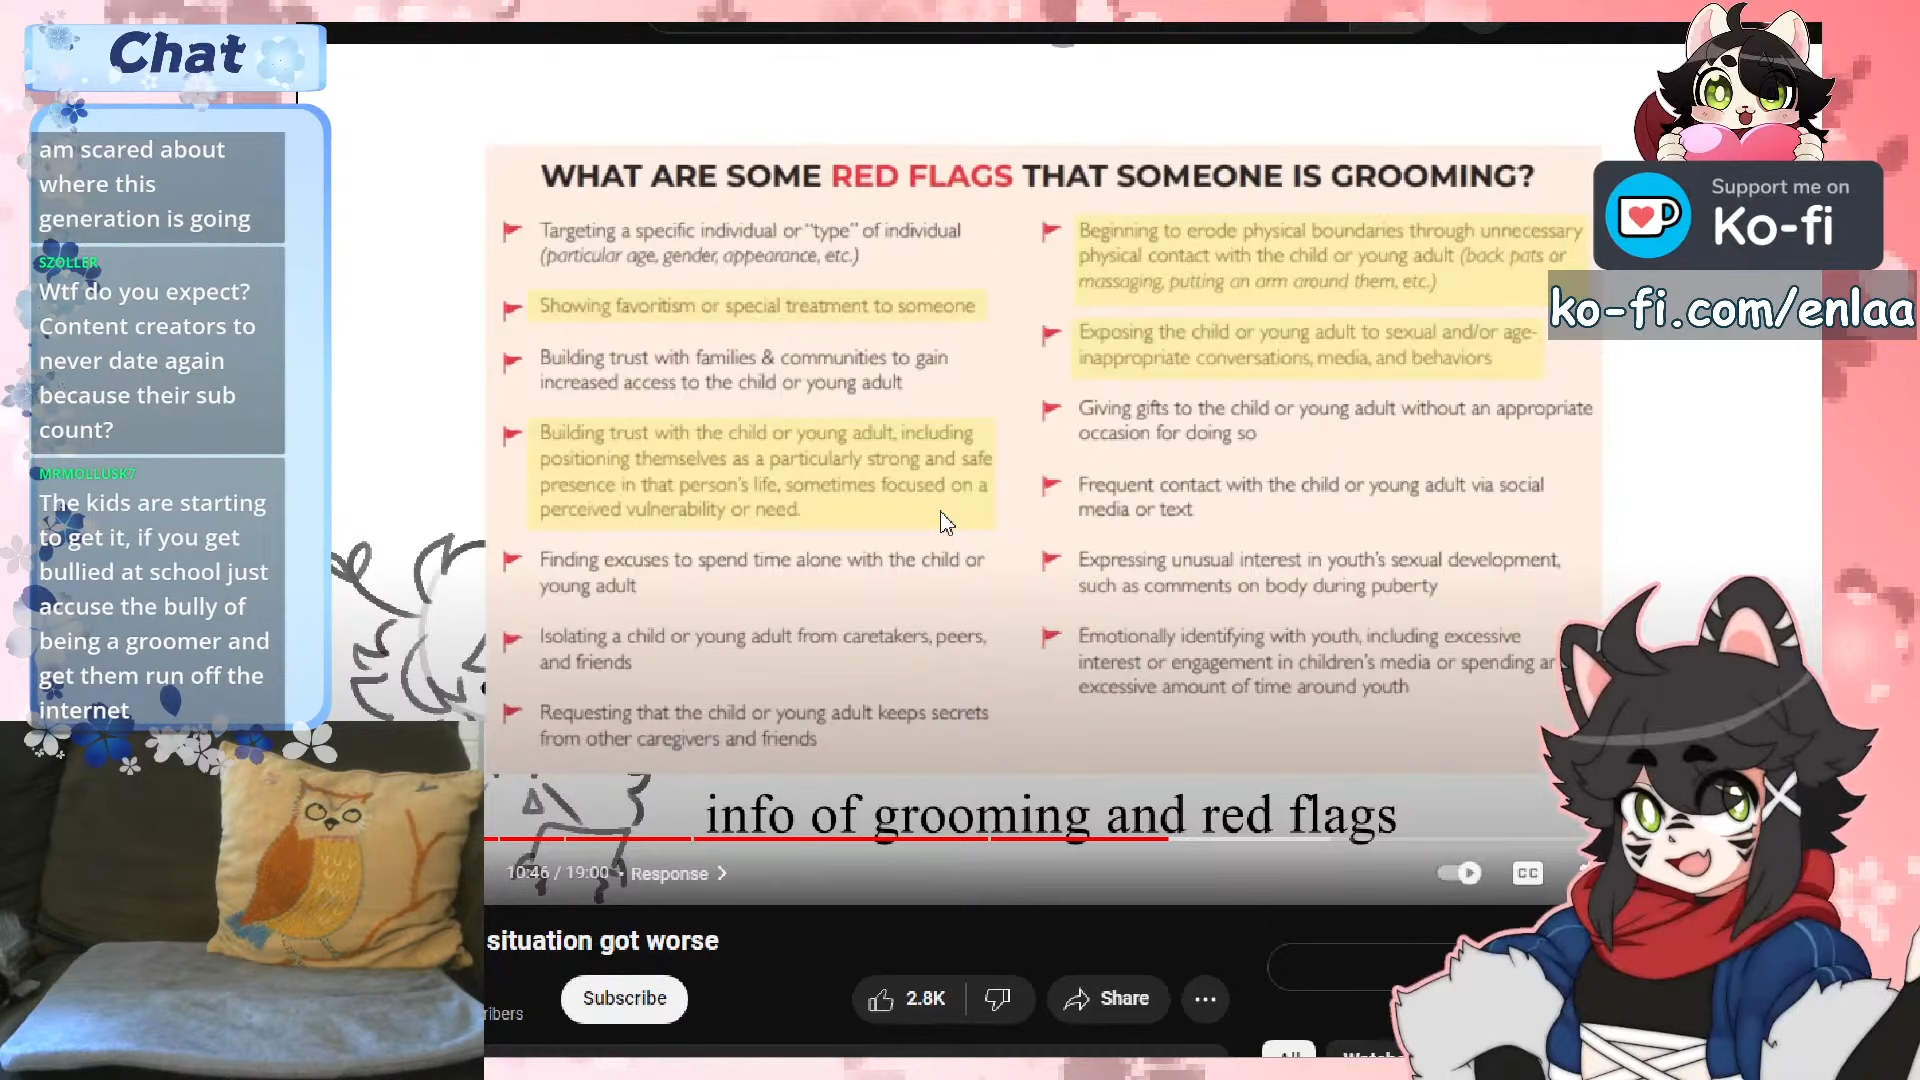 Chat
am scared about
where this
generation is going
SZOLLER
Wtf do you expect?
Content creators to
never date again
because their sub
count?
MRMOLLUSK7
The kids are starting
to get it, if you get
bullied at school just
accuse the bully of
being a groomer and
get them run off the
internet
WHAT ARE SOME RED FLAGS THAT SOMEONE IS GROOMING?
Targeting a specific individual or "type" of individual
(particular age, gender, appearance, etc.)
Showing favoritism or special treatment to someone
Building trust with families & communities to gain
increased access to the child or young adult
Building trust with the child or young adult, including
positioning themselves as a particularly strong and safe
presence in that person's life, sometimes focused on a
perceived vulnerability or need.
Finding excuses to spend time alone with the child or
young adult
Isolating a child or young adult from caretakers, peers,
and friends
Requesting that the child or young adult keeps secrets
from other caregivers and friends
Beginning to erode physical boundaries through unnecessary
physical contact with the child or young adult (back pats or
massaging, putting an arm around them, etc.)
Exposing the child or young adult to sexual and/or age-
inappropriate conversations, media, and behaviors
Giving gifts to the child or young adult without an appropriate
occasion for doing so
Frequent contact with the child or young adult via social
media or text
Expressing unusual interest in youth's sexual development,
such as comments on body during puberty
Emotionally identifying with youth, including excessive
interest or engagement in children's media or spending an
excessive amount of time around youth
info of grooming and red flags
10:46 / 19:00 • Response
CC
situation got worse
ribers
Subscribe
2.8K
Share
All
Support me on
Ko-fi
ko-fi.com/enlaa